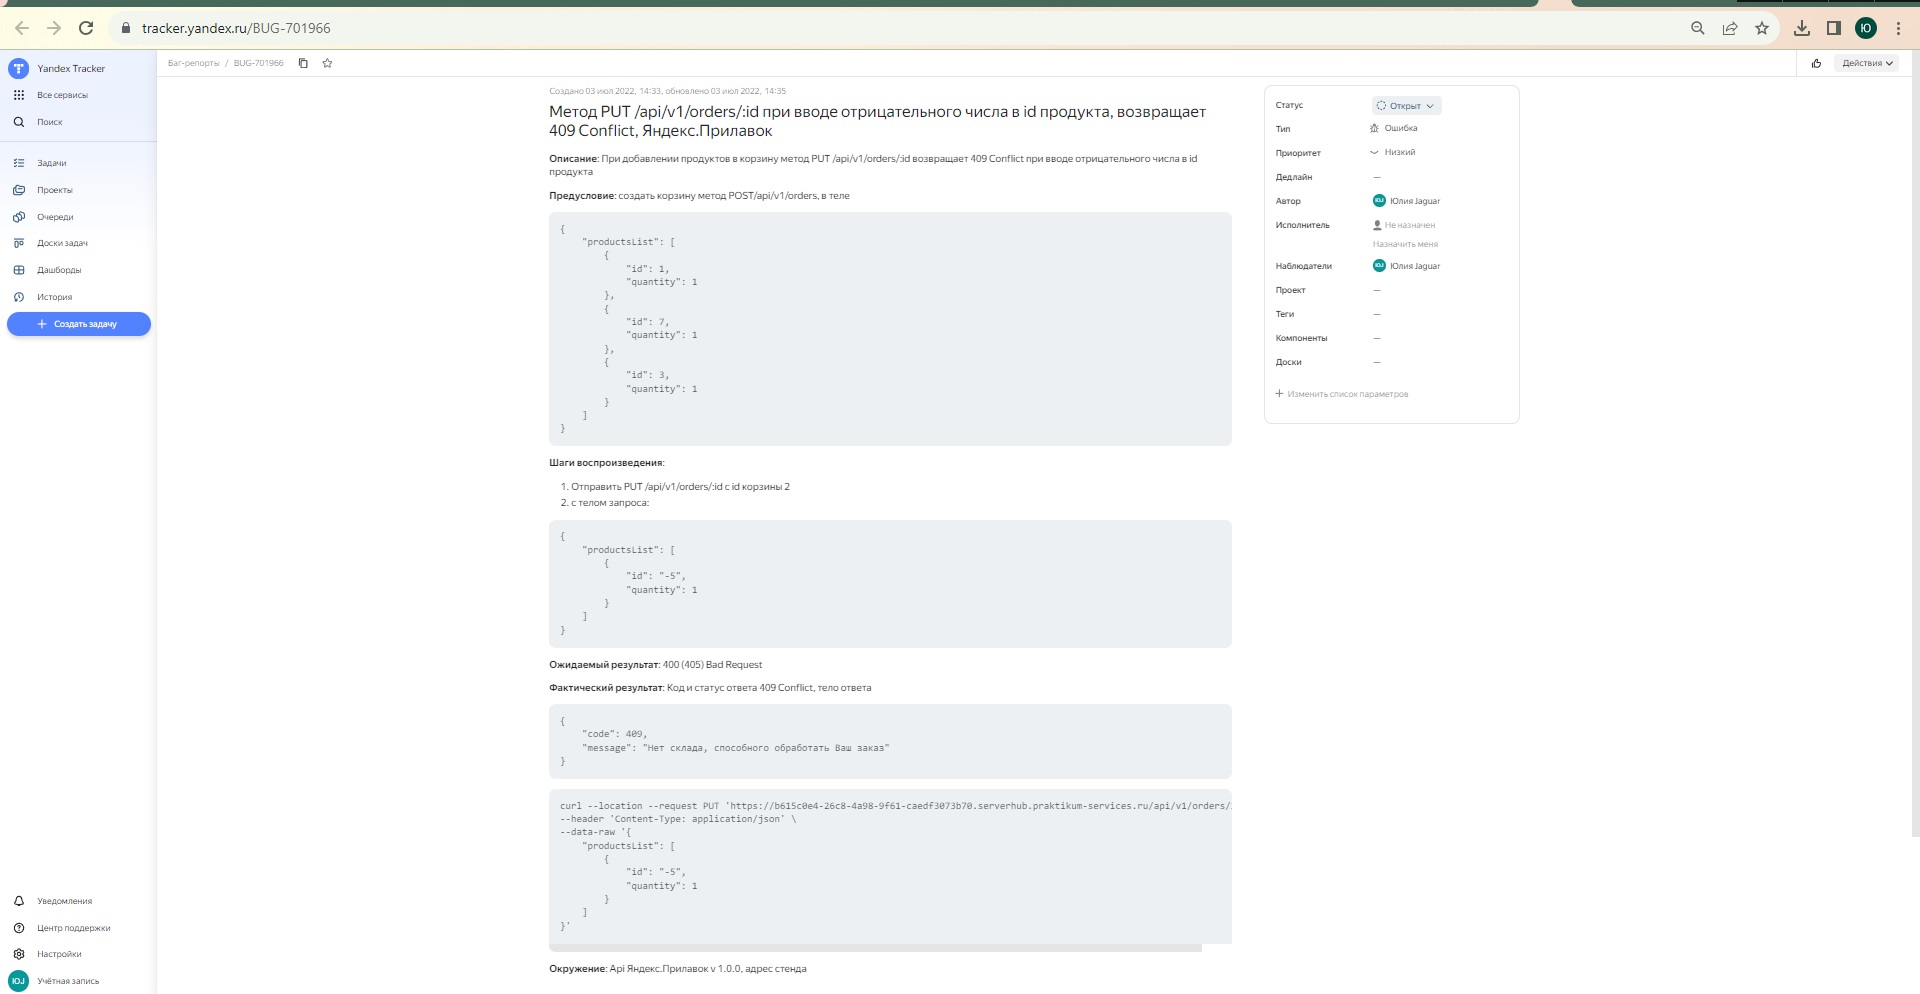 tracker.yandex.ru/BUG-701966
Ю
Yandex Tracker
Все сервисы
Поиск
Задачи
Проекты
Очереди
Доски задач
Дашборды
История
Создать задачу
Уведомления
Центр поддержки
Настройки
ЮJ Учётная запись
Баг-репорты / BUG-701966
Действия
Создано 03 июл 2022, 14:33, обновлено 03 июл 2022, 14:35
Метод PUT /api/v1/orders/:id при вводе отрицательного числа в id продукта, возвращает
409 Conflict, Яндекс.Прилавок
Описание: При добавлении продуктов в корзину метод PUT /api/v1/orders/:id возвращает 409 Conflict при вводе отрицательного числа в id
продукта
Предусловие: создать корзину метод POST/api/v1/orders, в теле
{
"productsList": [
{
"id": 1,
"quantity": 1
},
{
"id": 7,
"quantity": 1
},
{
"id": 3,
"quantity": 1
}
]
}
Шаги воспроизведения:
1. Отправить PUT /api/v1/orders/:id с id корзины 2
2. с телом запроса:
{
"productsList": [
{
"id": "-5",
"quantity": 1
}
]
}
Ожидаемый результат: 400 (405) Bad Request
Фактический результат: Код и статус ответа 409 Conflict, тело ответа
{
"code": 409,
"message": "Нет склада, способного обработать Ваш заказ"
}
curl --location --request PUT 'https://b615c0e4-26c8-4a98-9f61-caedf3073b70.serverhub.praktikum-services.ru/api/v1/orders/
--header 'Content-Type: application/json' \
--data-raw '{
"productsList": [
{
"id": "-5",
"quantity": 1
}
]
}'
Окружение: Api Яндекс.Прилавок v 1.0.0, адрес стенда
Статус Открыт
Тип Ошибка
Приоритет Низкий
Дедлайн —
Автор ЮJ Юлия Jaguar
Исполнитель Не назначен
Назначить меня
Наблюдатели ЮJ Юлия Jaguar
Проект —
Теги —
Компоненты —
Доски —
Изменить список параметров